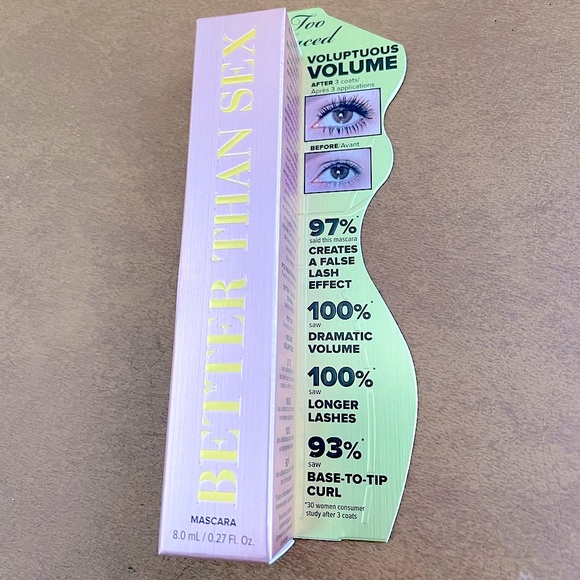 BETTER THAN SEX
MASCARA
8.0 mL / 0.27 Fl. Oz.
Too
VOLUPTUOUS
VOLUME
AFTER 3 coats/
Après 3 applications
BEFORE/Avant
97%*
said this mascara
CREATES
A FALSE
LASH
EFFECT
100%*
saw
DRAMATIC
VOLUME
100%*
saw
LONGER
LASHES
93%*
saw
BASE-TO-TIP
CURL
*30 women consumer
study after 3 coats